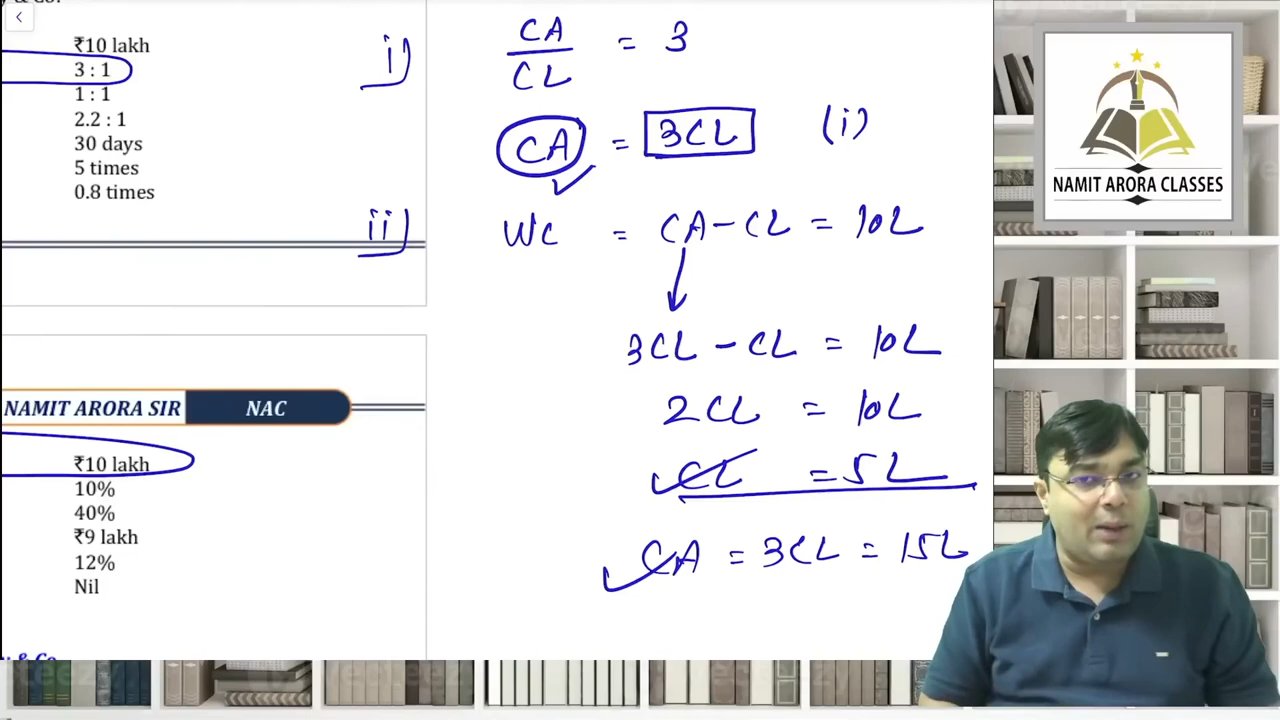 ₹10 lakh
3 : 1
1 : 1
2.2 : 1
30 days
5 times
0.8 times
NAMIT ARORA SIR NAC
₹10 lakh
10%
40%
₹9 lakh
12%
Nil
i) CA/CL = 3
CA = 3CL (i)
ii) WC = CA - CL = 10L
3CL - CL = 10L
2CL = 10L
CL = 5L
CA = 3CL = 15L
NAMIT ARORA CLASSES